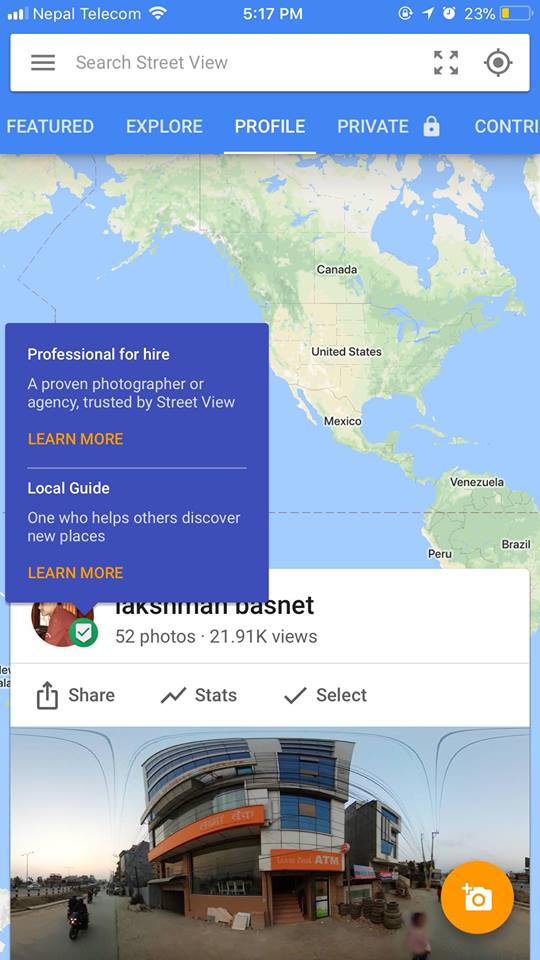 Nepal Telecom
5:17 PM
23%
Search Street View
FEATURED
EXPLORE
PROFILE
PRIVATE
CONTRI
Canada
United States
Mexico
Venezuela
Peru
Brazil
Professional for hire
A proven photographer or
agency, trusted by Street View
LEARN MORE
Local Guide
One who helps others discover
new places
LEARN MORE
lakshman basnet
52 photos · 21.91K views
Share
Stats
Select
लक्ष्मी बैंक
ATM